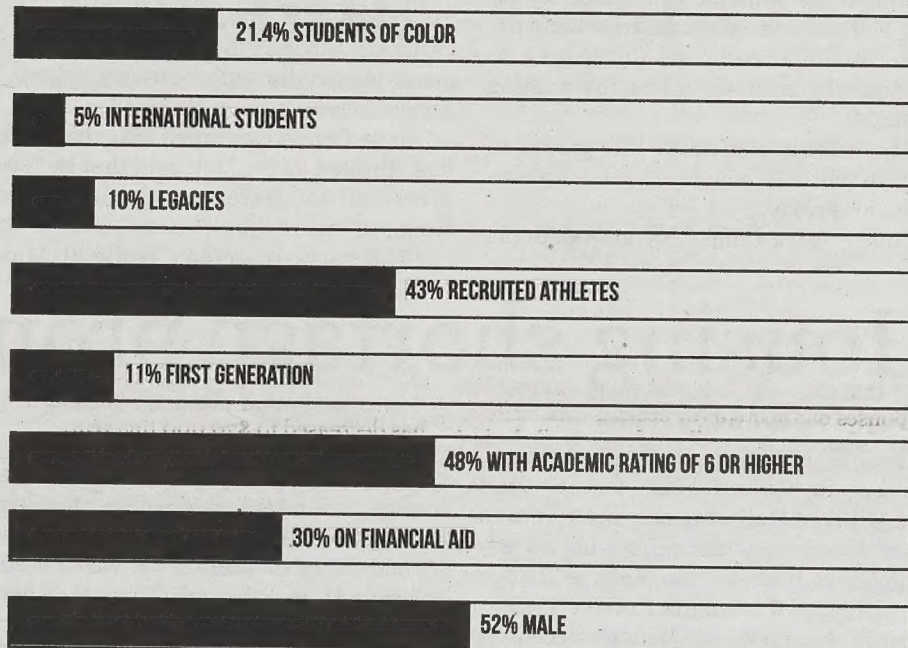 21.4% STUDENTS OF COLOR
5% INTERNATIONAL STUDENTS
10% LEGACIES
43% RECRUITED ATHLETES
11% FIRST GENERATION
48% WITH ACADEMIC RATING OF 6 OR HIGHER
30% ON FINANCIAL AID
52% MALE